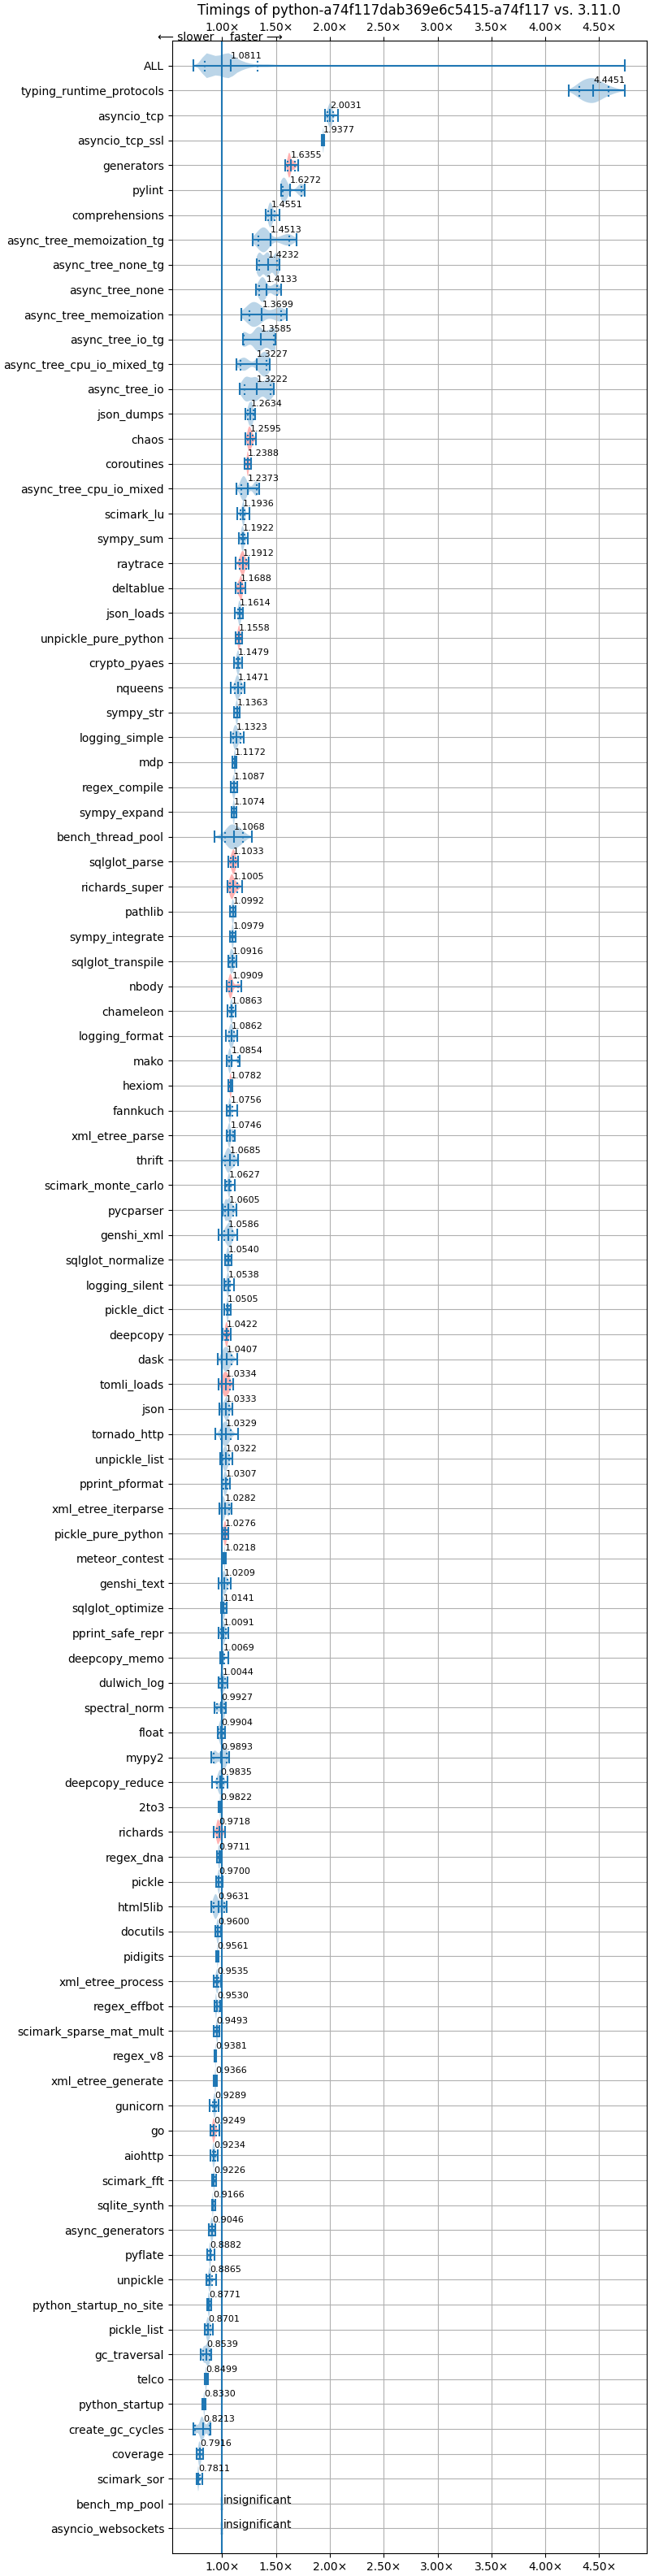 Timings of python-a74f117dab369e6c5415-a74f117 vs. 3.11.0
1.00× 1.50× 2.00× 2.50× 3.00× 3.50× 4.00× 4.50×
⟵ slower faster ⟶
ALL 1.0811
typing_runtime_protocols 4.4451
asyncio_tcp 2.0031
asyncio_tcp_ssl 1.9377
generators 1.6355
pylint 1.6272
comprehensions 1.4551
async_tree_memoization_tg 1.4513
async_tree_none_tg 1.4232
async_tree_none 1.4133
async_tree_memoization 1.3699
async_tree_io_tg 1.3585
async_tree_cpu_io_mixed_tg 1.3227
async_tree_io 1.3222
json_dumps 1.2634
chaos 1.2595
coroutines 1.2388
async_tree_cpu_io_mixed 1.2373
scimark_lu 1.1936
sympy_sum 1.1922
raytrace 1.1912
deltablue 1.1688
json_loads 1.1614
unpickle_pure_python 1.1558
crypto_pyaes 1.1479
nqueens 1.1471
sympy_str 1.1363
logging_simple 1.1323
mdp 1.1172
regex_compile 1.1087
sympy_expand 1.1074
bench_thread_pool 1.1068
sqlglot_parse 1.1033
richards_super 1.1005
pathlib 1.0992
sympy_integrate 1.0979
sqlglot_transpile 1.0916
nbody 1.0909
chameleon 1.0863
logging_format 1.0862
mako 1.0854
hexiom 1.0782
fannkuch 1.0756
xml_etree_parse 1.0746
thrift 1.0685
scimark_monte_carlo 1.0627
pycparser 1.0605
genshi_xml 1.0586
sqlglot_normalize 1.0540
logging_silent 1.0538
pickle_dict 1.0505
deepcopy 1.0422
dask 1.0407
tomli_loads 1.0334
json 1.0333
tornado_http 1.0329
unpickle_list 1.0322
pprint_pformat 1.0307
xml_etree_iterparse 1.0282
pickle_pure_python 1.0276
meteor_contest 1.0218
genshi_text 1.0209
sqlglot_optimize 1.0141
pprint_safe_repr 1.0091
deepcopy_memo 1.0069
dulwich_log 1.0044
spectral_norm 0.9927
float 0.9904
mypy2 0.9893
deepcopy_reduce 0.9835
2to3 0.9822
richards 0.9718
regex_dna 0.9711
pickle 0.9700
html5lib 0.9631
docutils 0.9600
pidigits 0.9561
xml_etree_process 0.9535
regex_effbot 0.9530
scimark_sparse_mat_mult 0.9493
regex_v8 0.9381
xml_etree_generate 0.9366
gunicorn 0.9289
go 0.9249
aiohttp 0.9234
scimark_fft 0.9226
sqlite_synth 0.9166
async_generators 0.9046
pyflate 0.8882
unpickle 0.8865
python_startup_no_site 0.8771
pickle_list 0.8701
gc_traversal 0.8539
telco 0.8499
python_startup 0.8330
create_gc_cycles 0.8213
coverage 0.7916
scimark_sor 0.7811
bench_mp_pool insignificant
asyncio_websockets insignificant
1.00× 1.50× 2.00× 2.50× 3.00× 3.50× 4.00× 4.50×